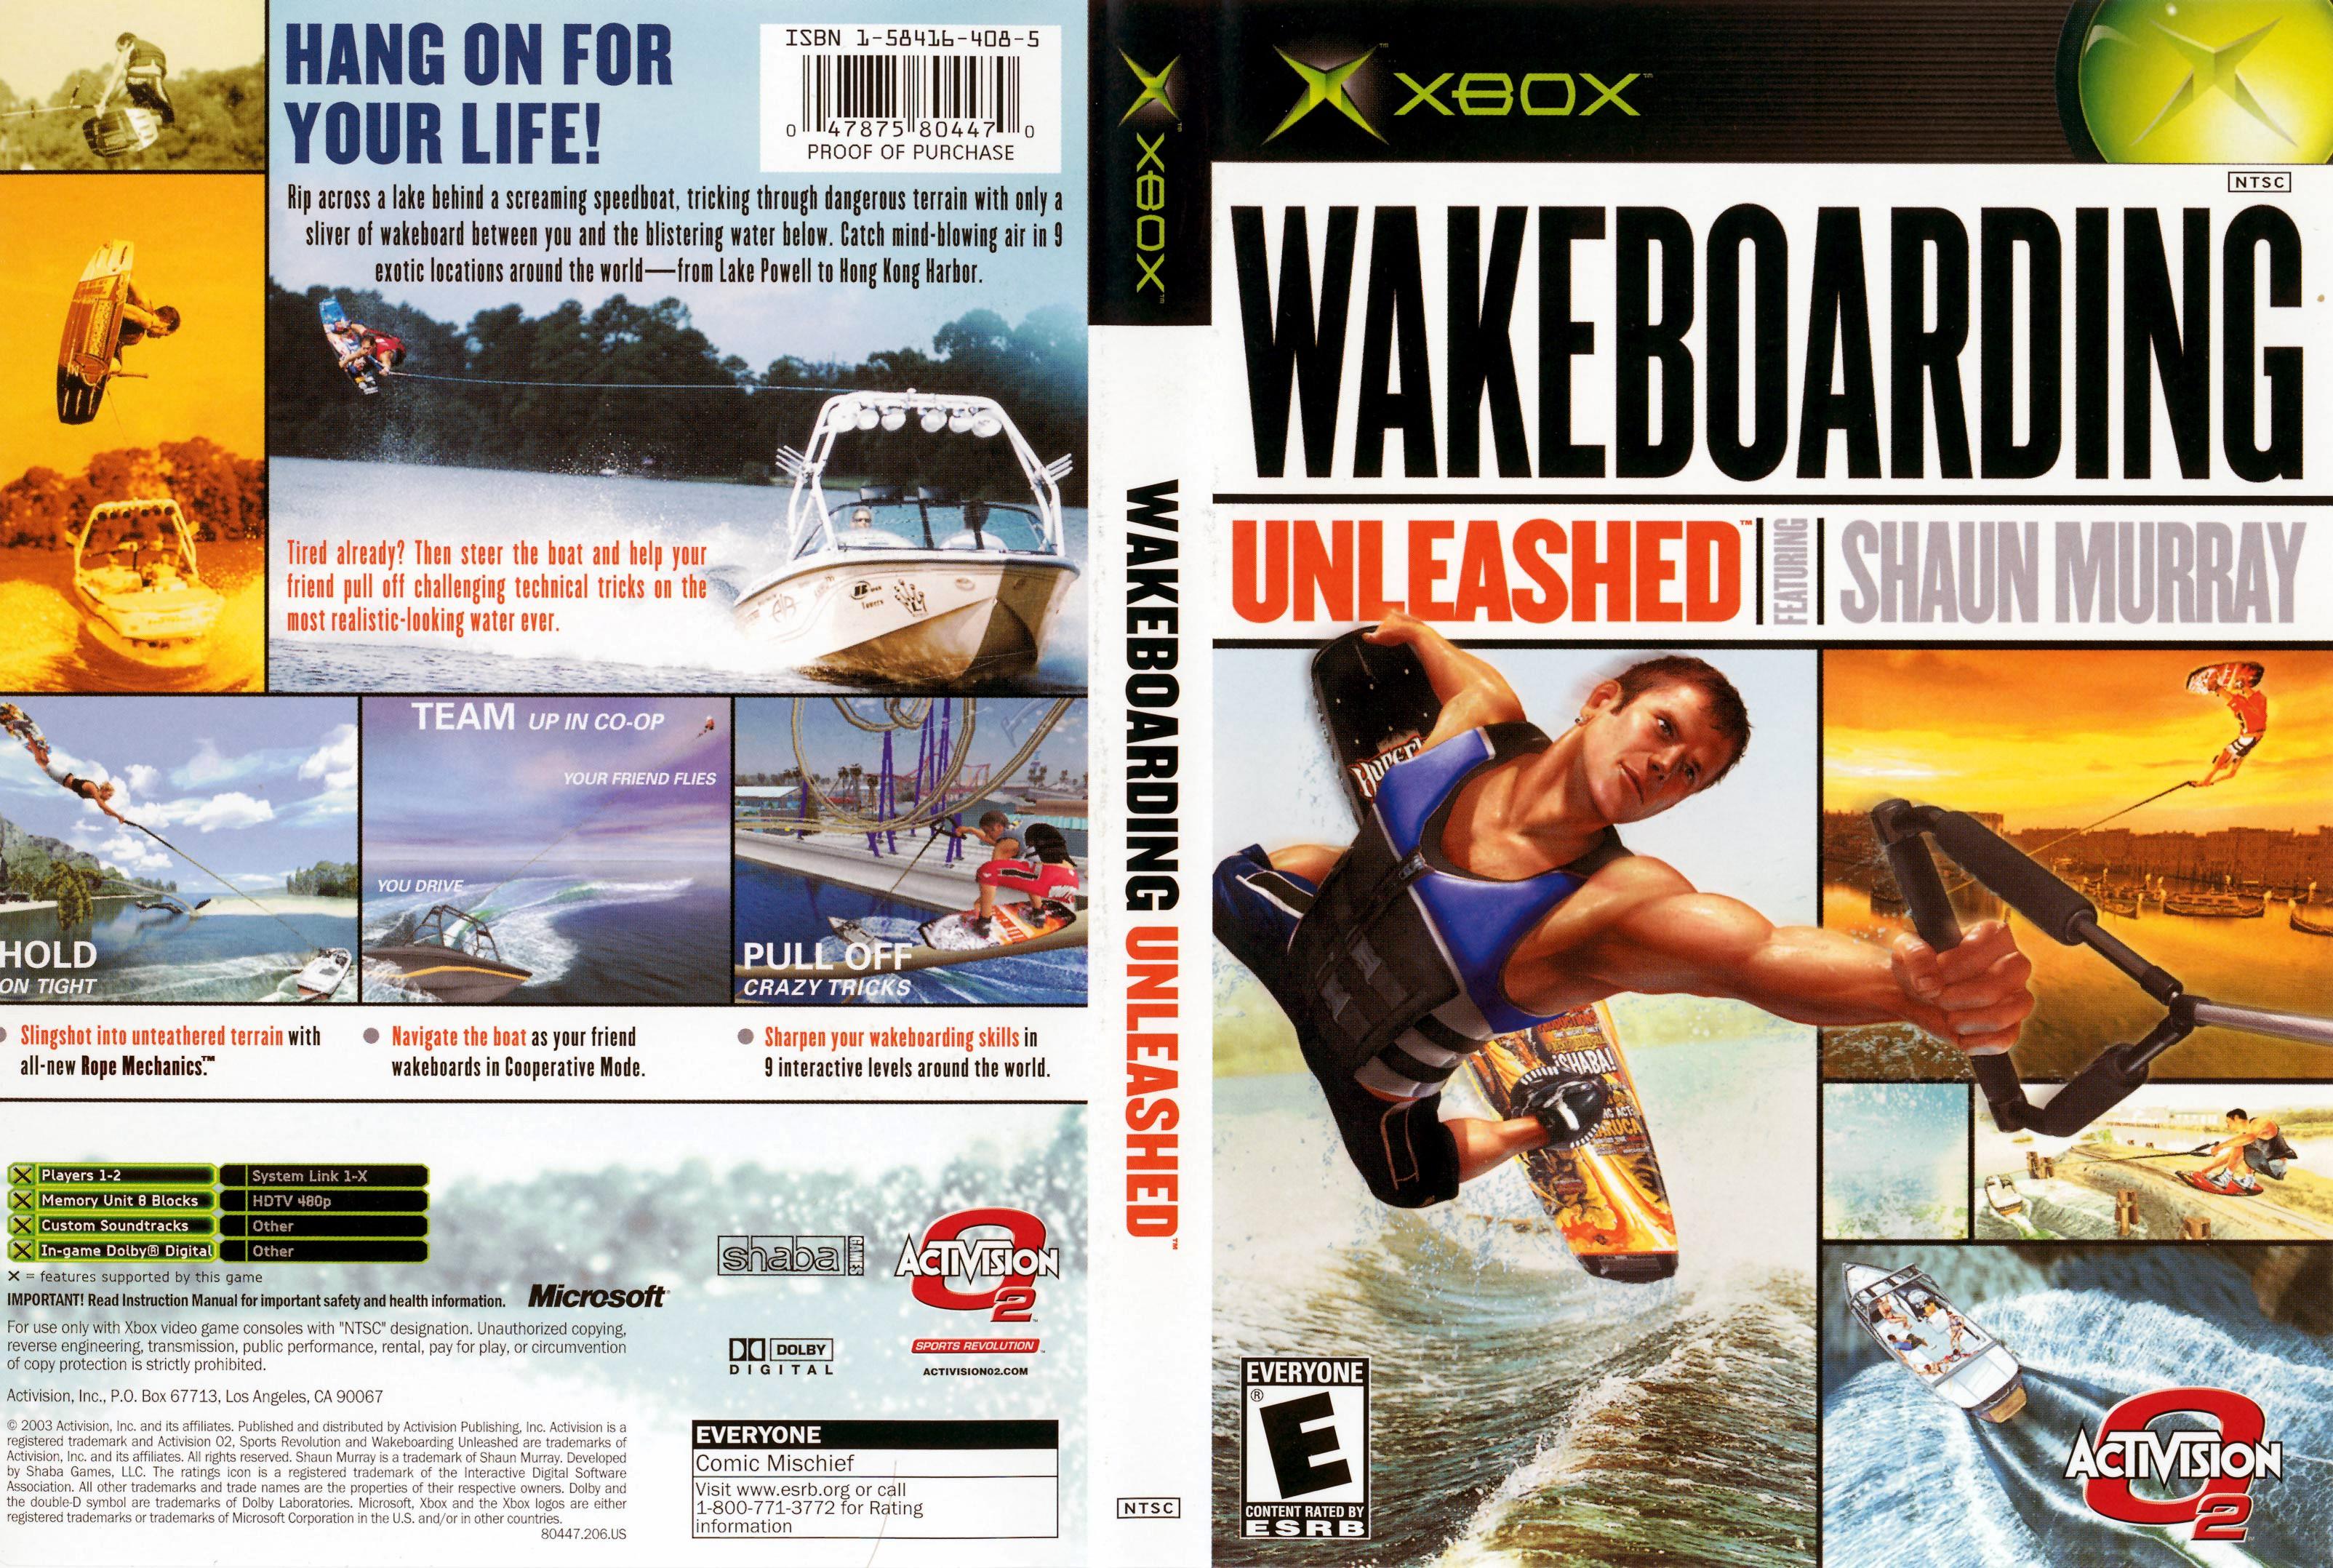 HANG ON FOR
YOUR LIFE!
ISBN 1-58416-408-5
0 47875 80447 0
PROOF OF PURCHASE
Rip across a lake behind a screaming speedboat, tricking through dangerous terrain with only a
sliver of wakeboard between you and the blistering water below. Catch mind-blowing air in 9
exotic locations around the world—from Lake Powell to Hong Kong Harbor.
Tired already? Then steer the boat and help your
friend pull off challenging technical tricks on the
most realistic-looking water ever.
HOLD
ON TIGHT
TEAM UP IN CO-OP
YOUR FRIEND FLIES
YOU DRIVE
PULL OFF
CRAZY TRICKS
Slingshot into unteathered terrain with
all-new Rope Mechanics.™
Navigate the boat as your friend
wakeboards in Cooperative Mode.
Sharpen your wakeboarding skills in
9 interactive levels around the world.
Players 1-2
System Link 1-X
Memory Unit 8 Blocks
HDTV 480p
Custom Soundtracks
Other
In-game Dolby® Digital
Other
X = features supported by this game
IMPORTANT! Read Instruction Manual for important safety and health information.
Microsoft®
For use only with Xbox video game consoles with "NTSC" designation. Unauthorized copying,
reverse engineering, transmission, public performance, rental, pay for play, or circumvention
of copy protection is strictly prohibited.
Activision, Inc., P.O. Box 67713, Los Angeles, CA 90067
© 2003 Activision, Inc. and its affiliates. Published and distributed by Activision Publishing, Inc. Activision is a
registered trademark and Activision O2, Sports Revolution and Wakeboarding Unleashed are trademarks of
Activision, Inc. and its affiliates. All rights reserved. Shaun Murray is a trademark of Shaun Murray. Developed
by Shaba Games, LLC. The ratings icon is a registered trademark of the Interactive Digital Software
Association. All other trademarks and trade names are the properties of their respective owners. Dolby and
the double-D symbol are trademarks of Dolby Laboratories. Microsoft, Xbox and the Xbox logos are either
registered trademarks or trademarks of Microsoft Corporation in the U.S. and/or in other countries.
80447.206.US
shaba GAMES
ACTIVISION
O2™
DOLBY
DIGITAL
SPORTS REVOLUTION™
ACTIVISIONO2.COM
EVERYONE
Comic Mischief
Visit www.esrb.org or call
1-800-771-3772 for Rating
information
XBOX™
WAKEBOARDING UNLEASHED™
NTSC
XBOX™
NTSC
WAKEBOARDING
UNLEASHED™ FEATURING SHAUN MURRAY
¡SHABA!
EVERYONE
E®
CONTENT RATED BY
ESRB
ACTIVISION
O2